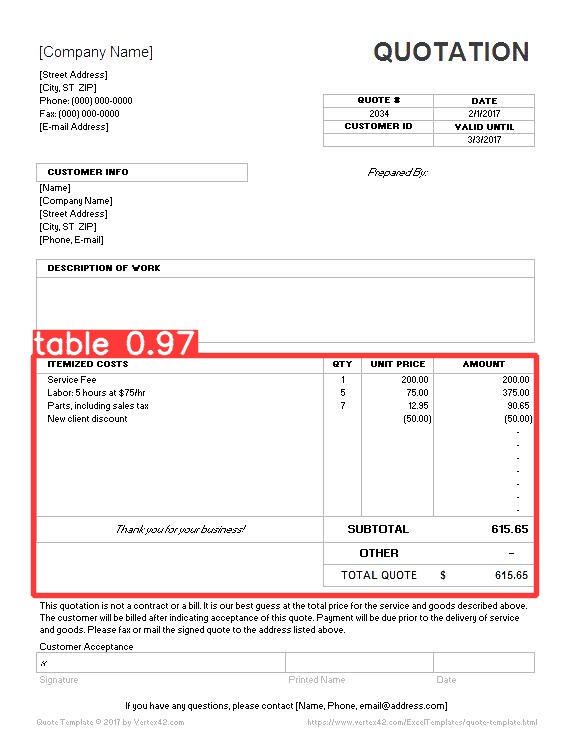 [Company Name] QUOTATION
[Street Address]
[City, ST ZIP]
Phone: (000) 000-0000
Fax: (000) 000-0000
[E-mail Address]
QUOTE # DATE
2034 2/1/2017
CUSTOMER ID VALID UNTIL
3/3/2017
CUSTOMER INFO Prepared By:
[Name]
[Company Name]
[Street Address]
[City, ST ZIP]
[Phone, E-mail]
DESCRIPTION OF WORK
table 0.97
ITEMIZED COSTS QTY UNIT PRICE AMOUNT
Service Fee 1 200.00 200.00
Labor: 5 hours at $75/hr 5 75.00 375.00
Parts, including sales tax 7 12.95 90.65
New client discount (50.00) (50.00)
-
-
-
-
-
-
-
Thank you for your business! SUBTOTAL 615.65
OTHER -
TOTAL QUOTE $ 615.65
This quotation is not a contract or a bill. It is our best guess at the total price for the service and goods described above.
The customer will be billed after indicating acceptance of this quote. Payment will be due prior to the delivery of service
and goods. Please fax or mail the signed quote to the address listed above.
Customer Acceptance
x
Signature Printed Name Date
If you have any questions, please contact [Name, Phone, email@address.com]
Quote Template © 2017 by Vertex42.com https://www.vertex42.com/ExcelTemplates/quote-template.html